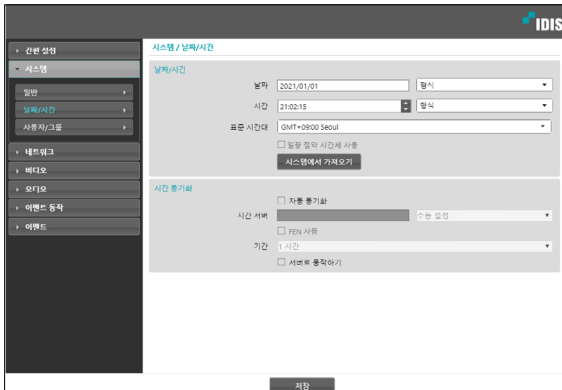 IDIS
간편 설정
시스템
일반
날짜/시간
사용자/그룹
네트워크
비디오
오디오
이벤트 동작
이벤트
시스템 / 날짜/시간
날짜/시간
날짜 2021/01/01 형식
시간 21:02:15 형식
표준 시간대 GMT+09:00 Seoul
일광 절약 시간제 사용
시스템에서 가져오기
시간 동기화
자동 동기화
시간 서버 수동 설정
FEN 사용
기간 1 시간
서버로 동작하기
저장